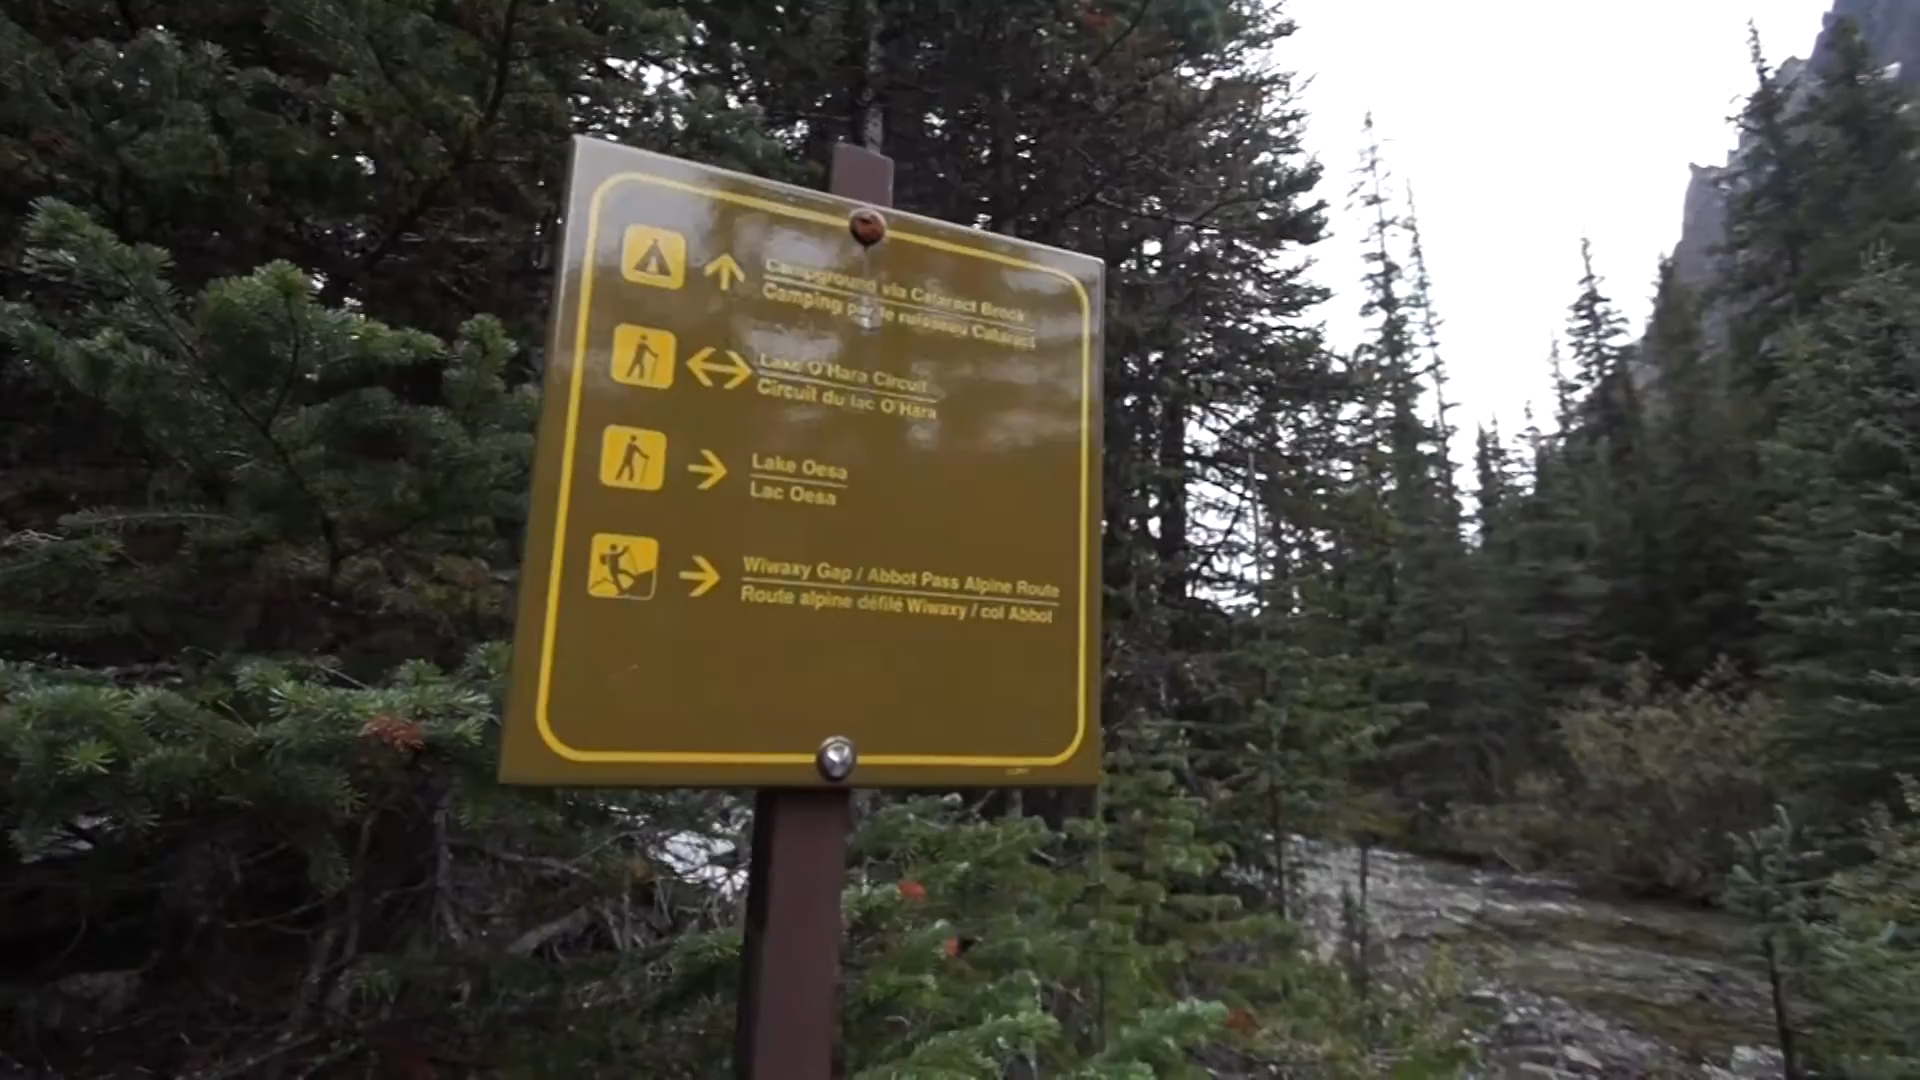 Campground via Cataract Brook
Camping par le ruisseau Cataract
Lake O'Hara Circuit
Circuit du lac O'Hara
Lake Oesa
Lac Oesa
Wiwaxy Gap / Abbot Pass Alpine Route
Route alpine défilé Wiwaxy / col Abbot